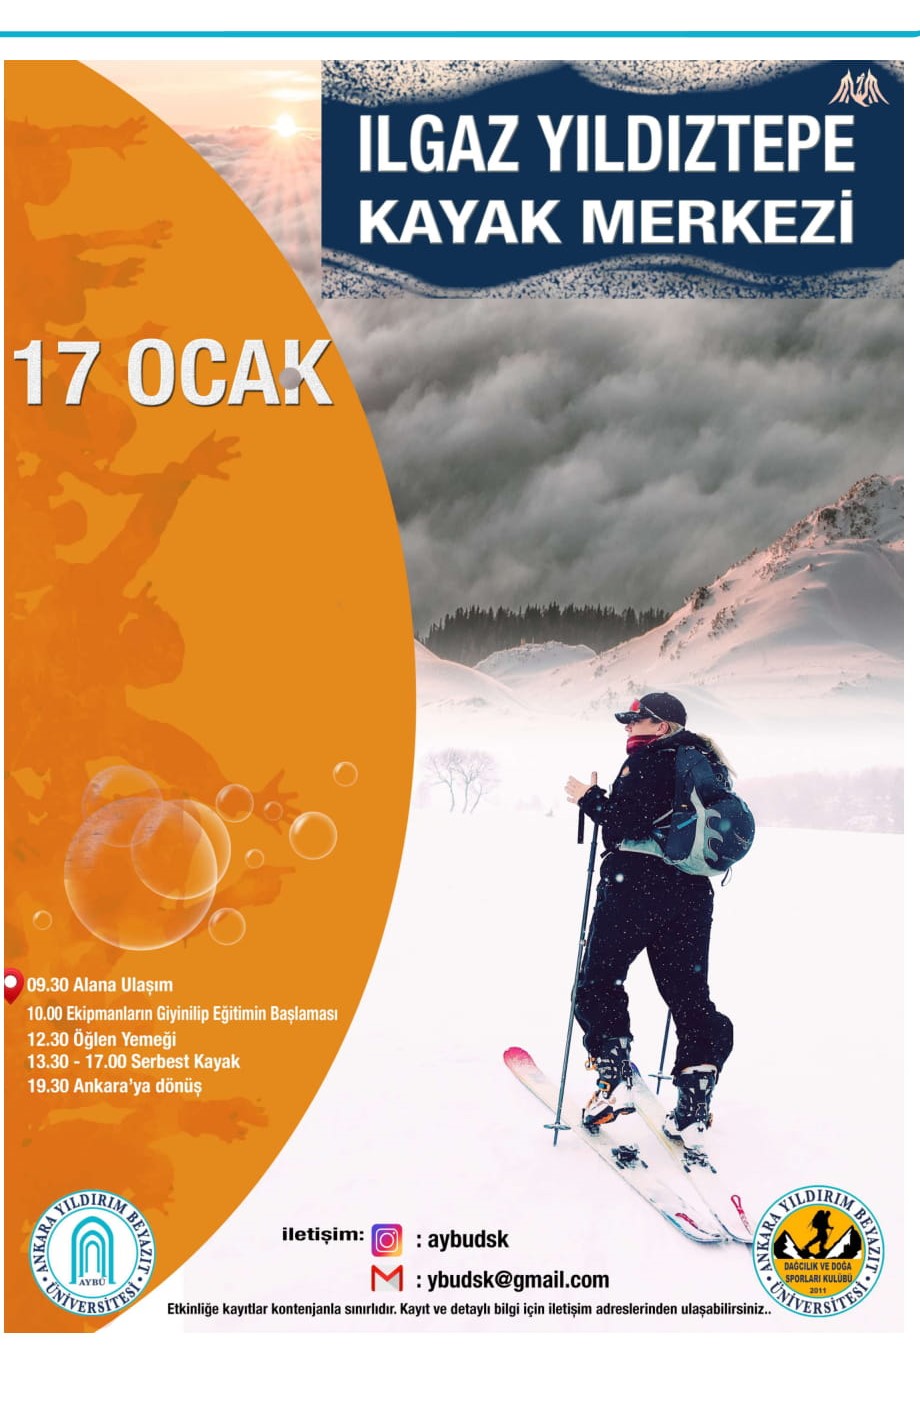 ILGAZ YILDIZTEPE
KAYAK MERKEZİ
17 OCAK
09.30 Alana Ulaşım
10.00 Ekipmanların Giyinilip Eğitimin Başlaması
12.30 Öğlen Yemeği
13.30 - 17.00 Serbest Kayak
19.30 Ankara'ya dönüş
ANKARA YILDIRIM BEYAZIT
ÜNİVERSİTESİ
AYBÜ
iletişim: : aybudsk
: ybudsk@gmail.com
Etkinliğe kayıtlar kontenjanla sınırlıdır. Kayıt ve detaylı bilgi için iletişim adreslerinden ulaşabilirsiniz..
ANKARA YILDIRIM BEYAZIT
ÜNİVERSİTESİ
DAĞCILIK VE DOĞA
SPORLARI KULÜBÜ
2011